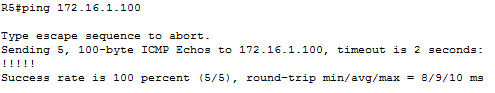 R5#ping 172.16.1.100
Type escape sequence to abort.
Sending 5, 100-byte ICMP Echos to 172.16.1.100, timeout is 2 seconds:
!!!!!
Success rate is 100 percent (5/5), round-trip min/avg/max = 8/9/10 ms